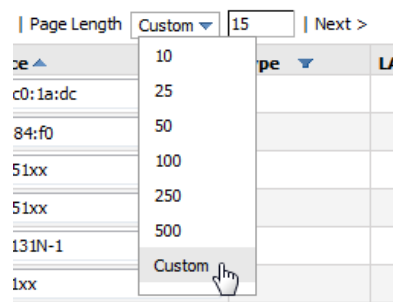 | Page Length Custom 15 | Next >
ce ype LA
10
c0:1a:dc
25
84:f0
50
51xx
100
51xx
250
131N-1
500
1xx
Custom